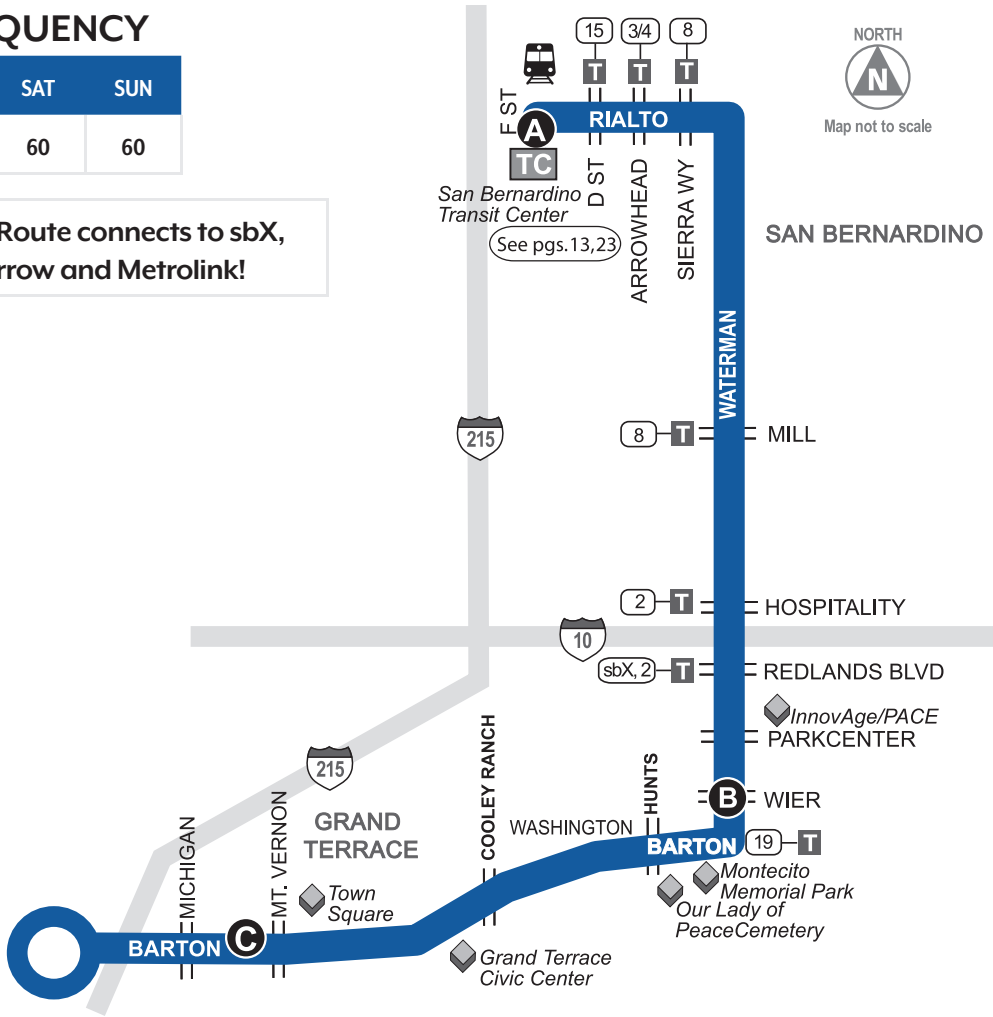 QUENCY
SAT SUN
60 60
Route connects to sbX,
rrow and Metrolink!
15 3/4 8
T T T
NORTH
N
Map not to scale
F ST
A
RIALTO
TC
San Bernardino
Transit Center
See pgs.13,23
D ST
ARROWHEAD
SIERRA WY
SAN BERNARDINO
WATERMAN
215
8 T MILL
2 T HOSPITALITY
10
sbX, 2 T REDLANDS BLVD
InnovAge/PACE
PARKCENTER
215
B WIER
COOLEY RANCH
HUNTS
WASHINGTON
BARTON
19 T
GRAND
TERRACE
MICHIGAN
MT. VERNON
Town
Square
Montecito
Memorial Park
Our Lady of
PeaceCemetery
BARTON C
Grand Terrace
Civic Center